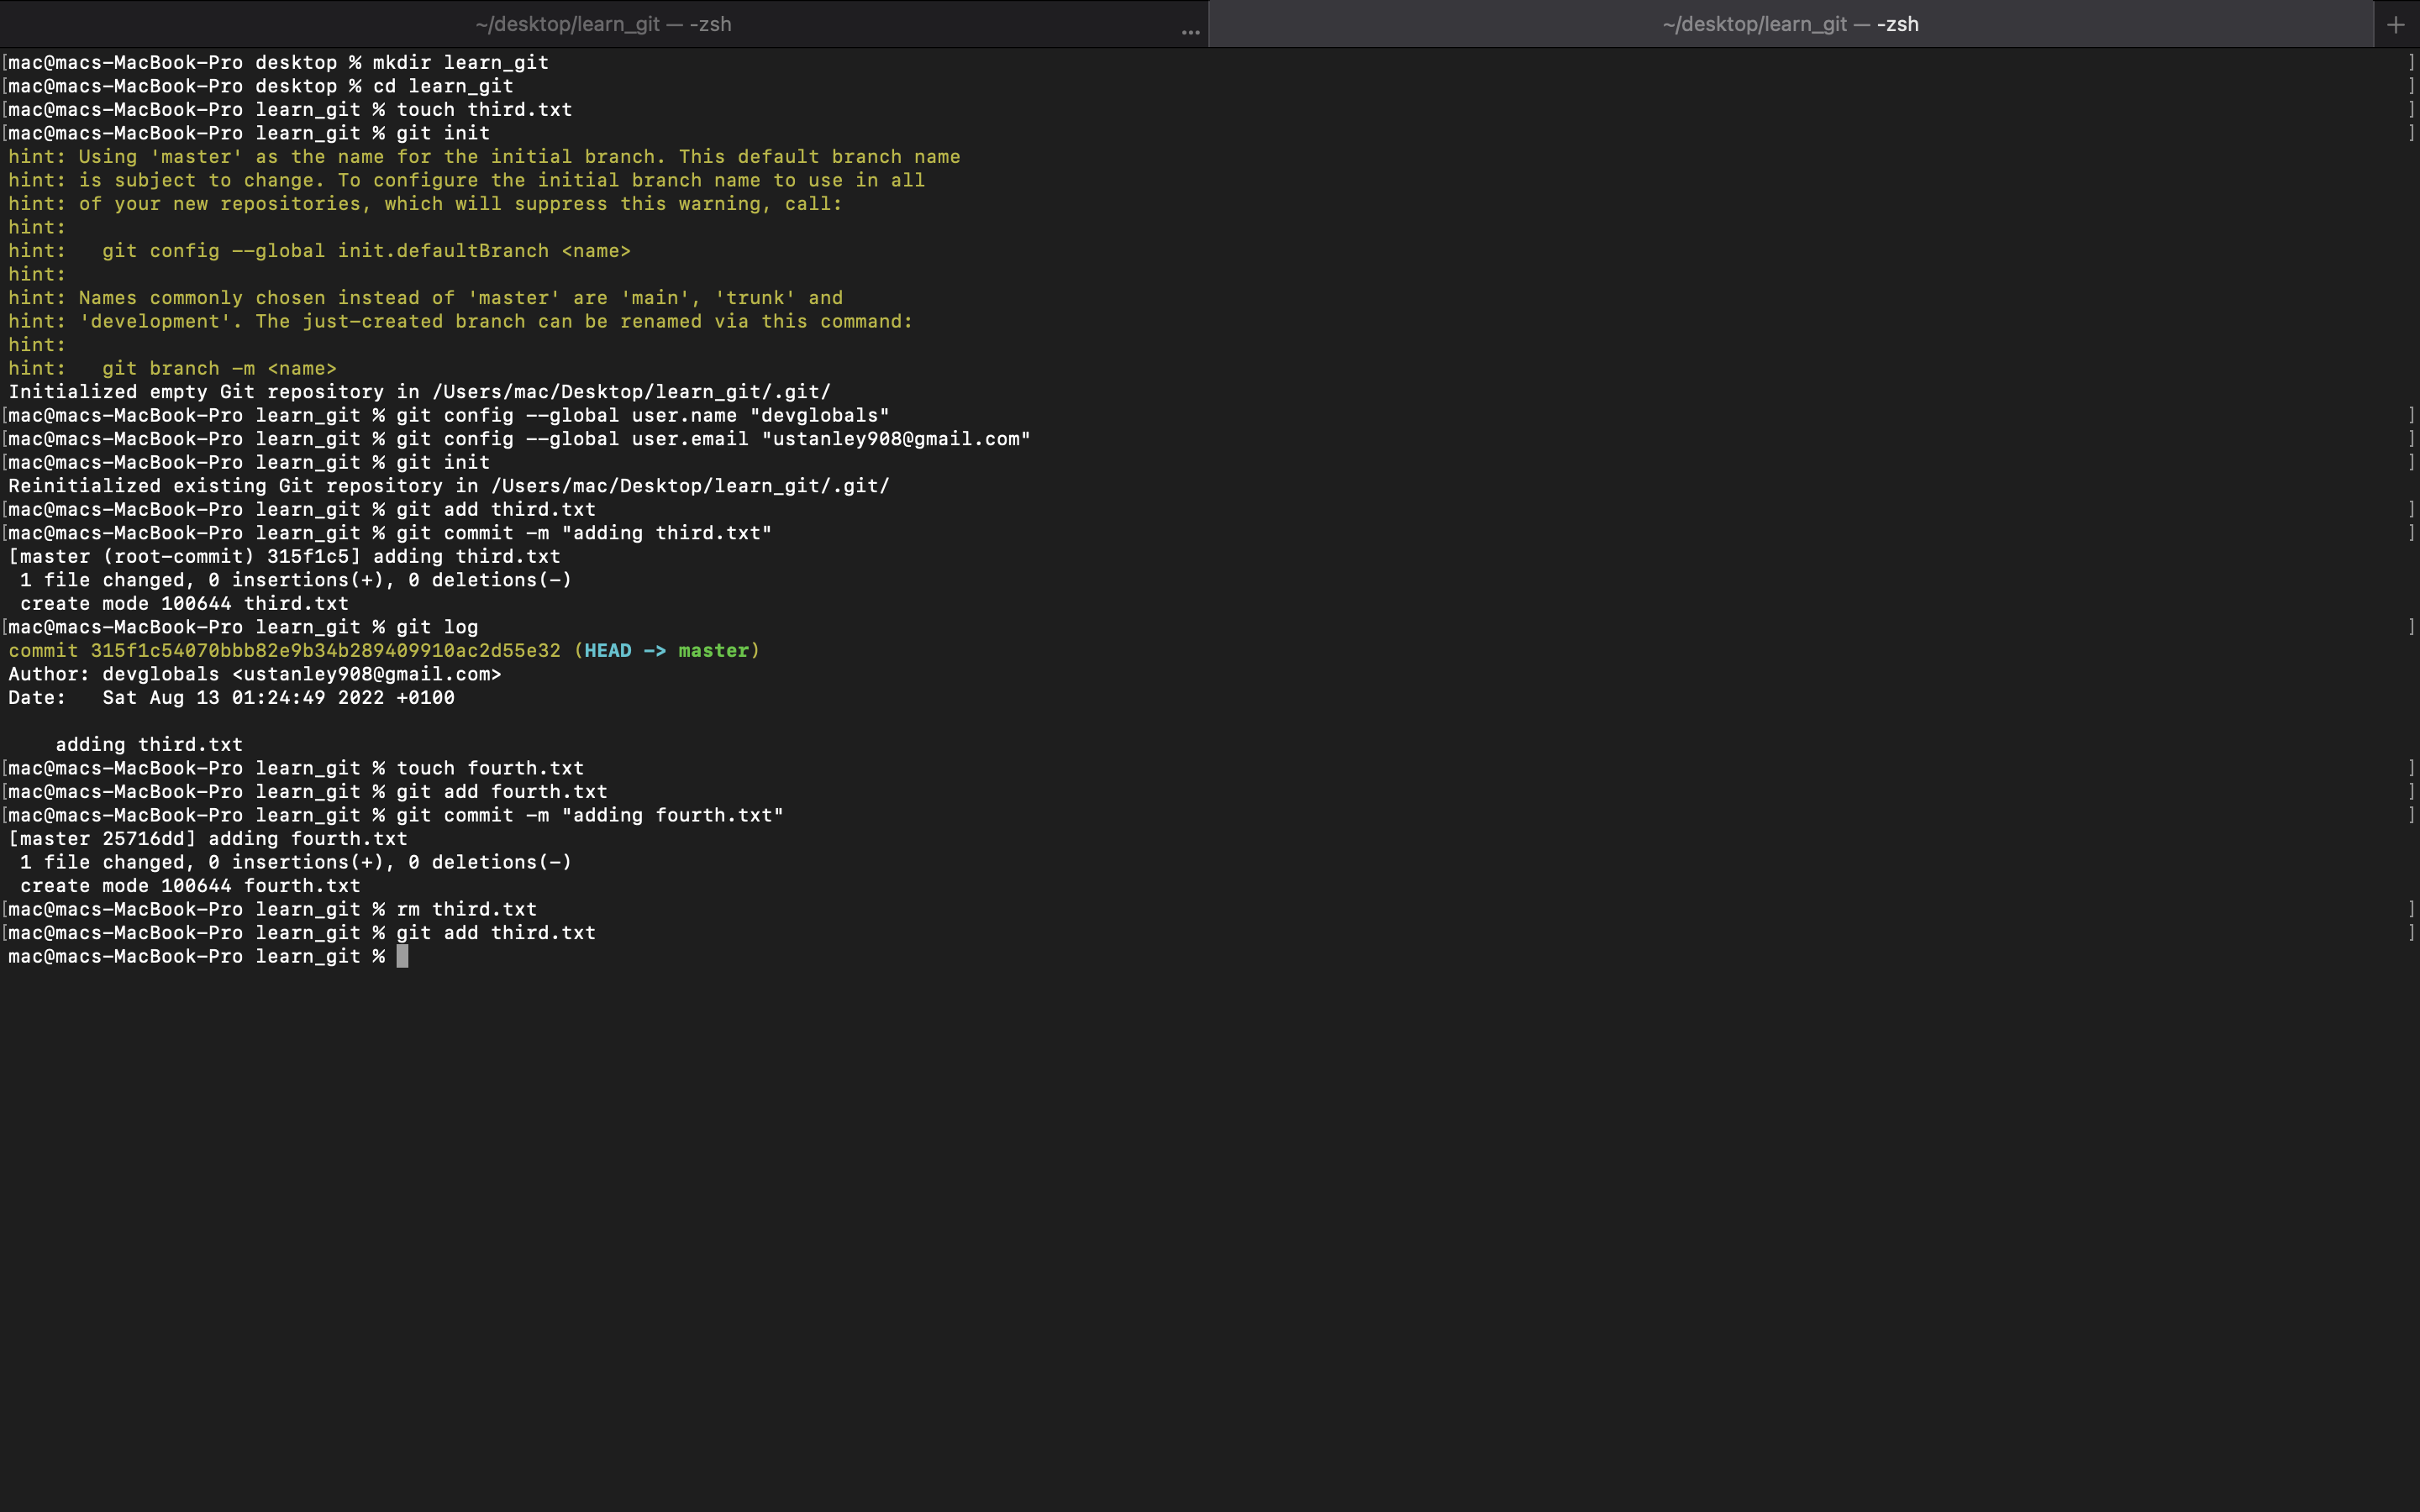 ~/desktop/learn_git — -zsh ... ~/desktop/learn_git — -zsh +
[mac@macs-MacBook-Pro desktop % mkdir learn_git ]
[mac@macs-MacBook-Pro desktop % cd learn_git ]
[mac@macs-MacBook-Pro learn_git % touch third.txt ]
[mac@macs-MacBook-Pro learn_git % git init ]
hint: Using 'master' as the name for the initial branch. This default branch name
hint: is subject to change. To configure the initial branch name to use in all
hint: of your new repositories, which will suppress this warning, call:
hint:
hint:   git config --global init.defaultBranch <name>
hint:
hint: Names commonly chosen instead of 'master' are 'main', 'trunk' and
hint: 'development'. The just-created branch can be renamed via this command:
hint:
hint:   git branch -m <name>
Initialized empty Git repository in /Users/mac/Desktop/learn_git/.git/
[mac@macs-MacBook-Pro learn_git % git config --global user.name "devglobals" ]
[mac@macs-MacBook-Pro learn_git % git config --global user.email "ustanley908@gmail.com" ]
[mac@macs-MacBook-Pro learn_git % git init ]
Reinitialized existing Git repository in /Users/mac/Desktop/learn_git/.git/
[mac@macs-MacBook-Pro learn_git % git add third.txt ]
[mac@macs-MacBook-Pro learn_git % git commit -m "adding third.txt" ]
[master (root-commit) 315f1c5] adding third.txt
 1 file changed, 0 insertions(+), 0 deletions(-)
 create mode 100644 third.txt
[mac@macs-MacBook-Pro learn_git % git log ]
commit 315f1c54070bbb82e9b34b289409910ac2d55e32 (HEAD -> master)
Author: devglobals <ustanley908@gmail.com>
Date:   Sat Aug 13 01:24:49 2022 +0100
    adding third.txt
[mac@macs-MacBook-Pro learn_git % touch fourth.txt ]
[mac@macs-MacBook-Pro learn_git % git add fourth.txt ]
[mac@macs-MacBook-Pro learn_git % git commit -m "adding fourth.txt" ]
[master 25716dd] adding fourth.txt
 1 file changed, 0 insertions(+), 0 deletions(-)
 create mode 100644 fourth.txt
[mac@macs-MacBook-Pro learn_git % rm third.txt ]
[mac@macs-MacBook-Pro learn_git % git add third.txt ]
mac@macs-MacBook-Pro learn_git %